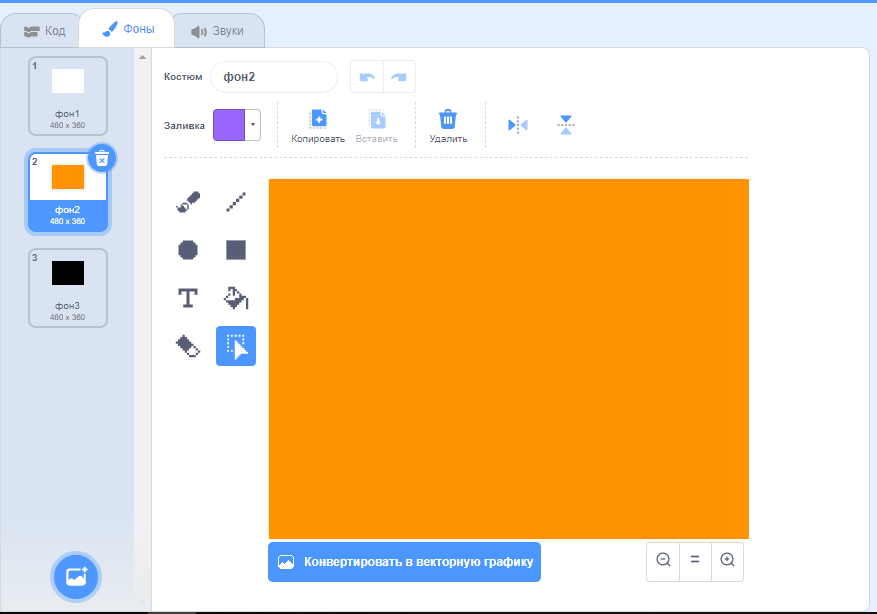 Код
Фоны
Звуки
1
фон1
480 x 360
2
фон2
480 x 360
3
фон3
480 x 360
Костюм
фон2
Заливка
Копировать
Вставить
Удалить
Конвертировать в векторную графику